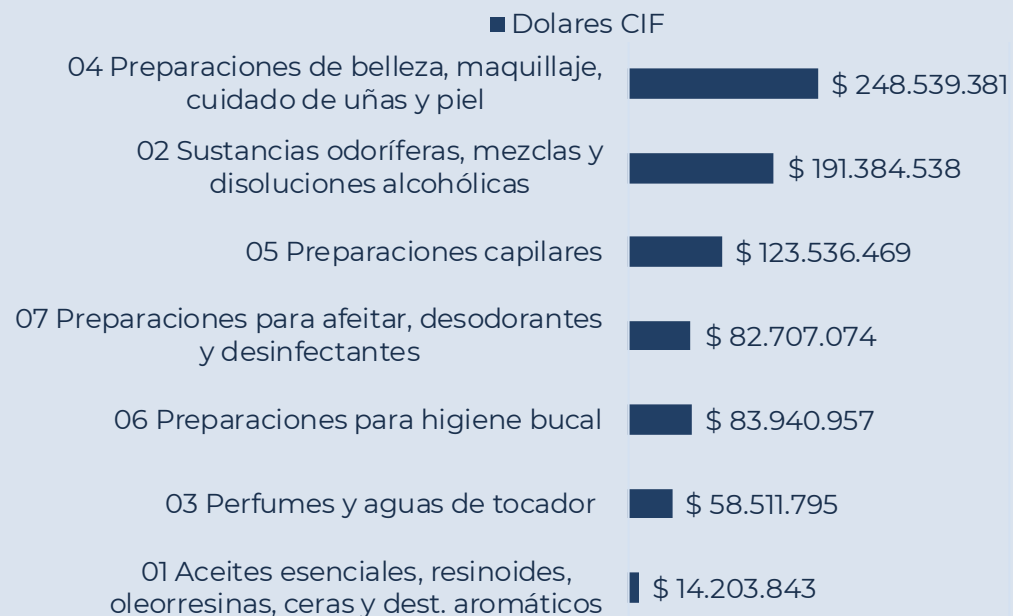 Dolares CIF
04 Preparaciones de belleza, maquillaje,
cuidado de uñas y piel
$ 248.539.381
02 Sustancias odoríferas, mezclas y
disoluciones alcohólicas
$ 191.384.538
05 Preparaciones capilares
$ 123.536.469
07 Preparaciones para afeitar, desodorantes
y desinfectantes
$ 82.707.074
06 Preparaciones para higiene bucal
$ 83.940.957
03 Perfumes y aguas de tocador
$ 58.511.795
01 Aceites esenciales, resinoides,
oleorresinas, ceras y dest. aromáticos
$ 14.203.843